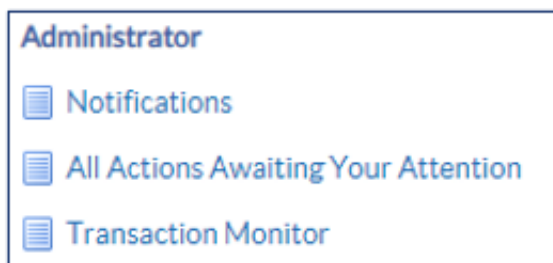 Administrator
Notifications
All Actions Awaiting Your Attention
Transaction Monitor